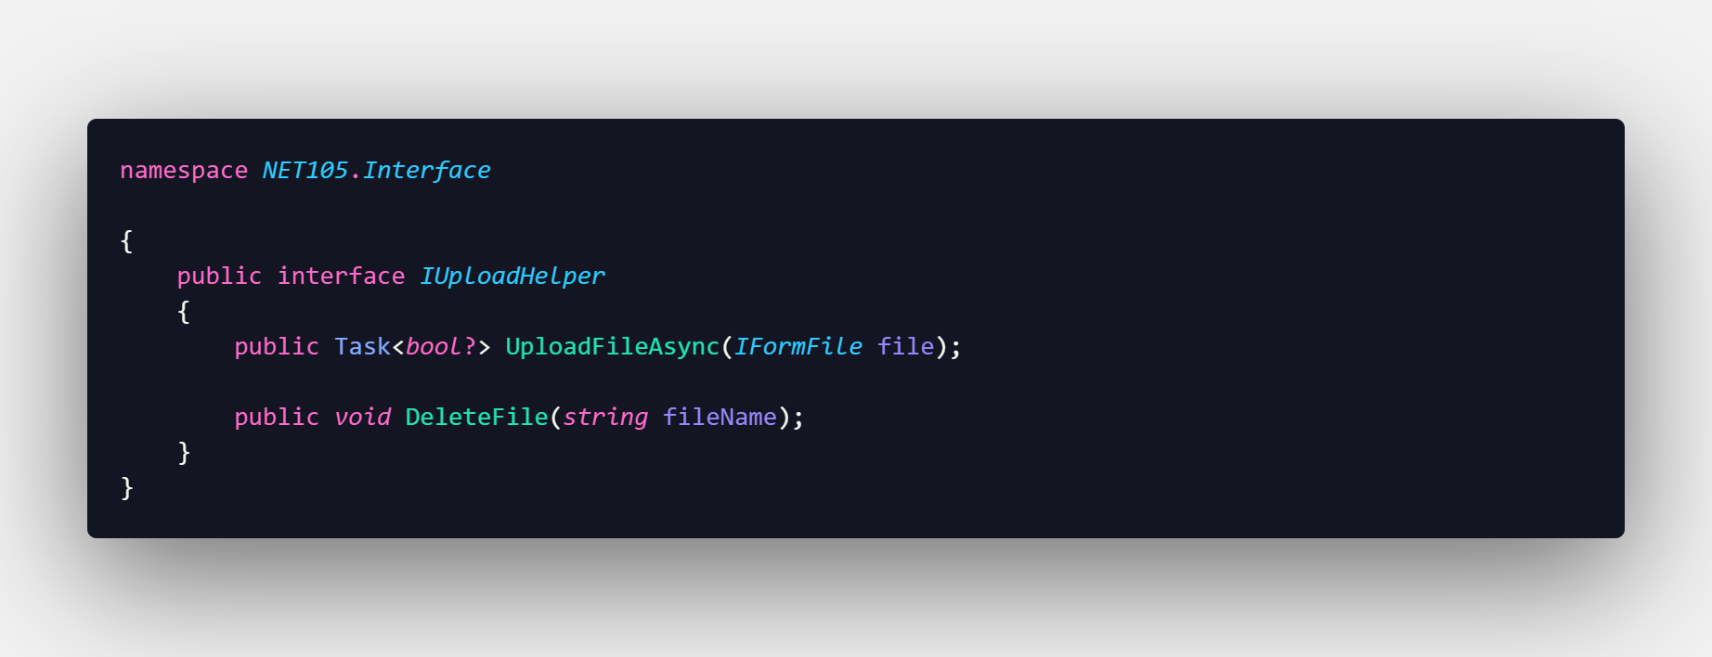 namespace NET105.Interface
{
    public interface IUploadHelper
    {
        public Task<bool?> UploadFileAsync(IFormFile file);
        public void DeleteFile(string fileName);
    }
}